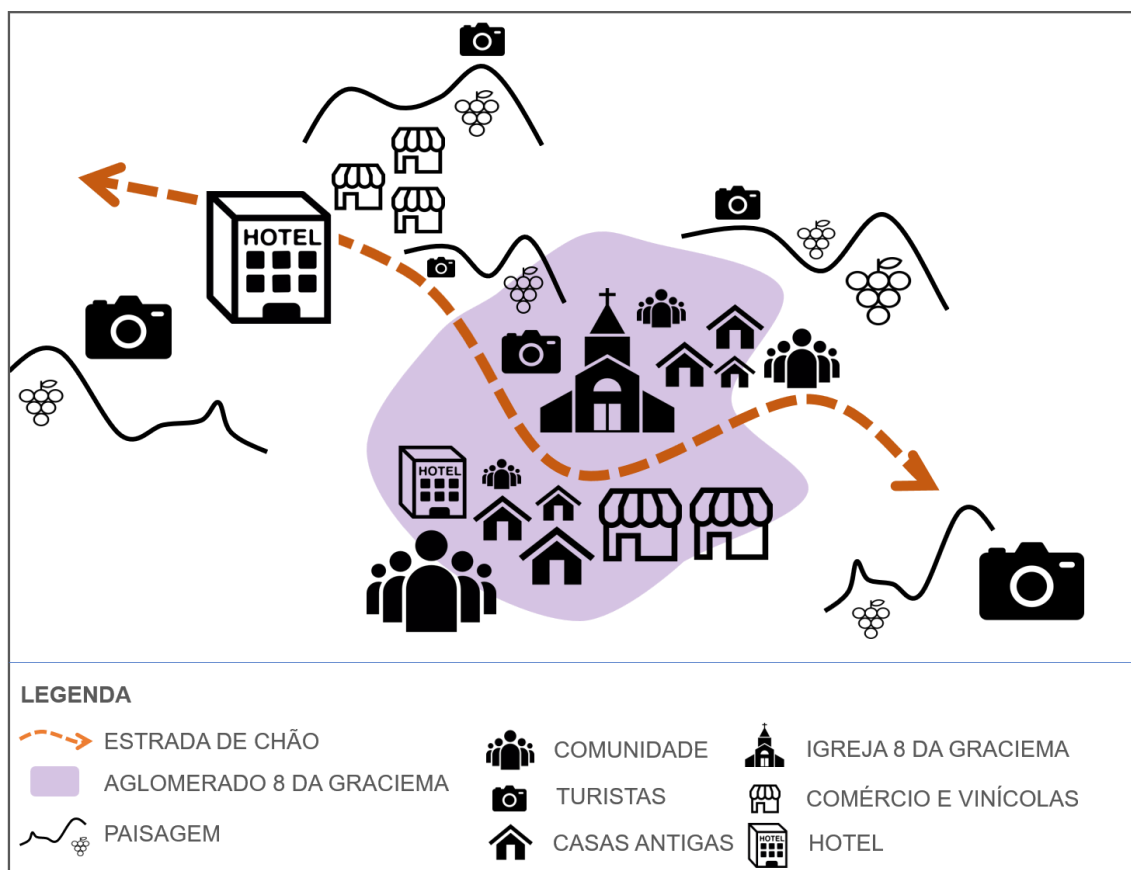 HOTEL
HOTEL
LEGENDA
ESTRADA DE CHÃO
AGLOMERADO 8 DA GRACIEMA
PAISAGEM
COMUNIDADE
TURISTAS
CASAS ANTIGAS
IGREJA 8 DA GRACIEMA
COMÉRCIO E VINÍCOLAS
HOTEL
HOTEL